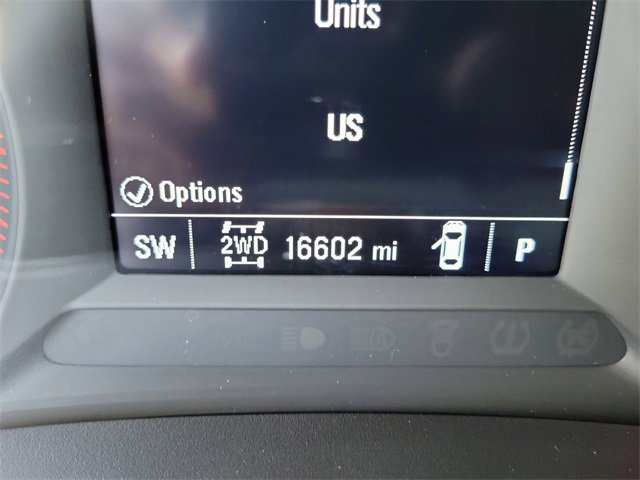 Units
US
Options
SW 2WD 16602 mi P